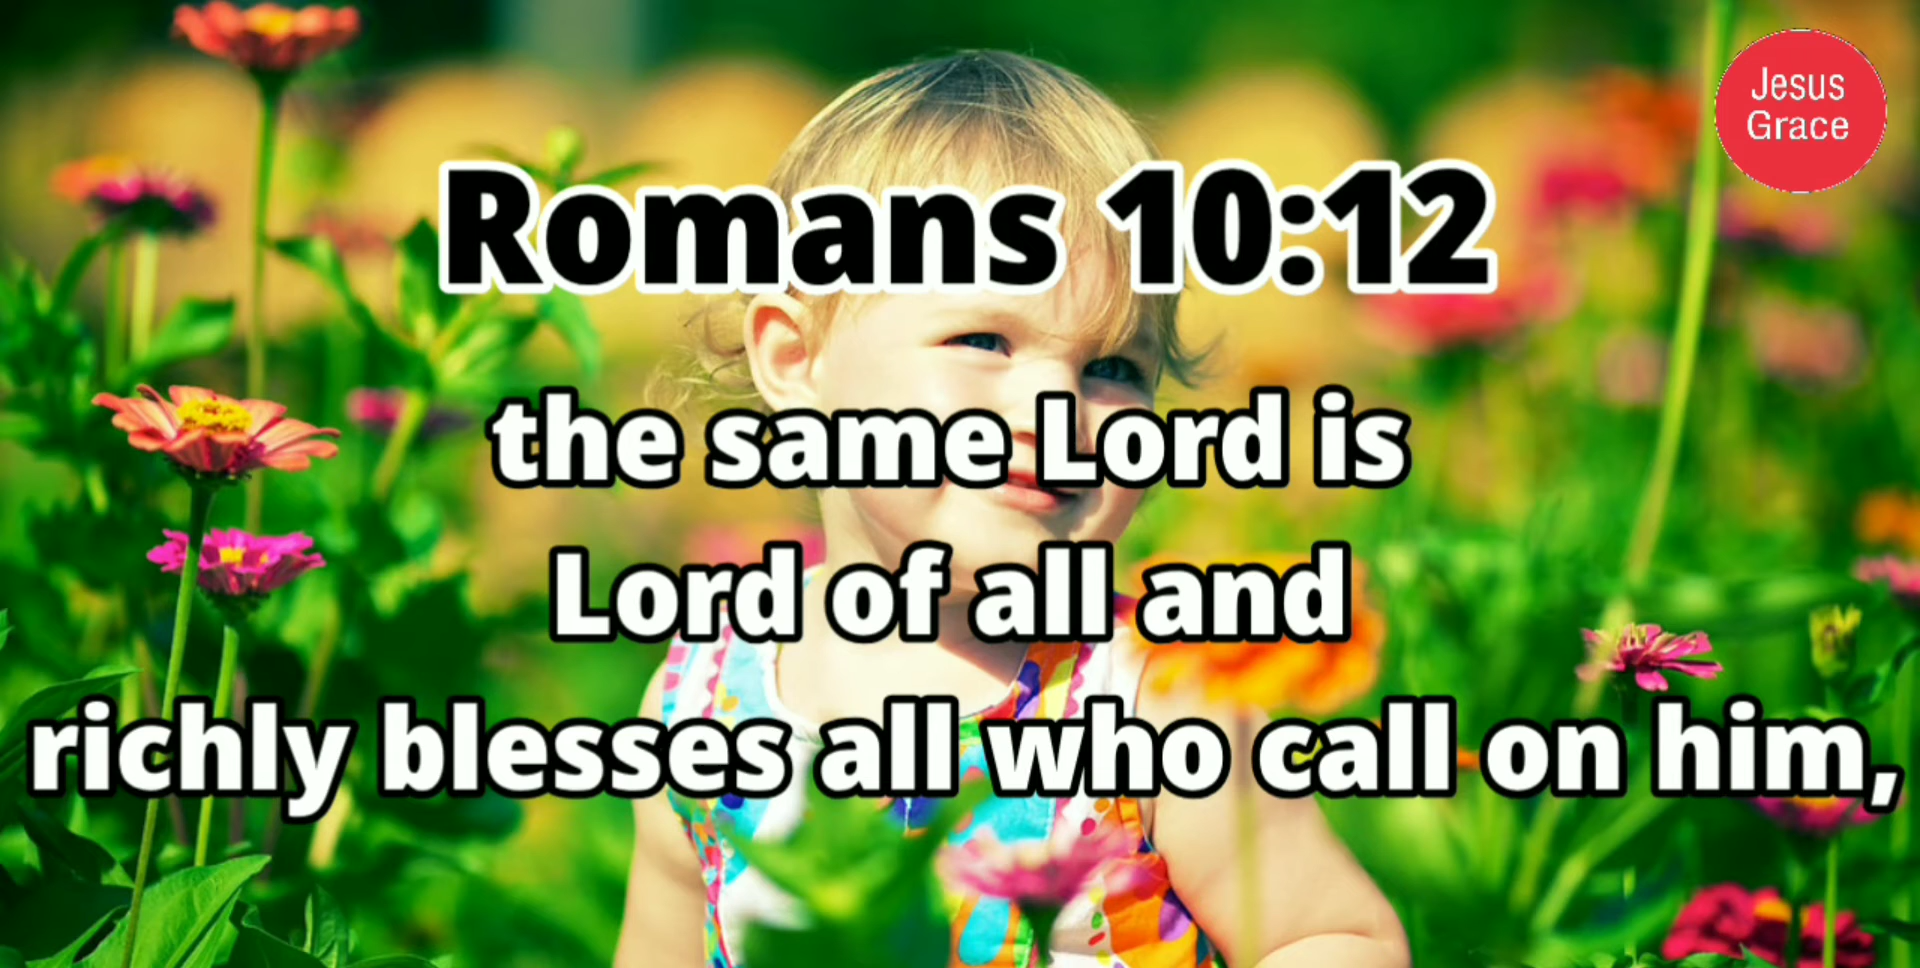 Jesus
Grace
Romans 10:12
the same Lord is
Lord of all and
richly blesses all who call on him,